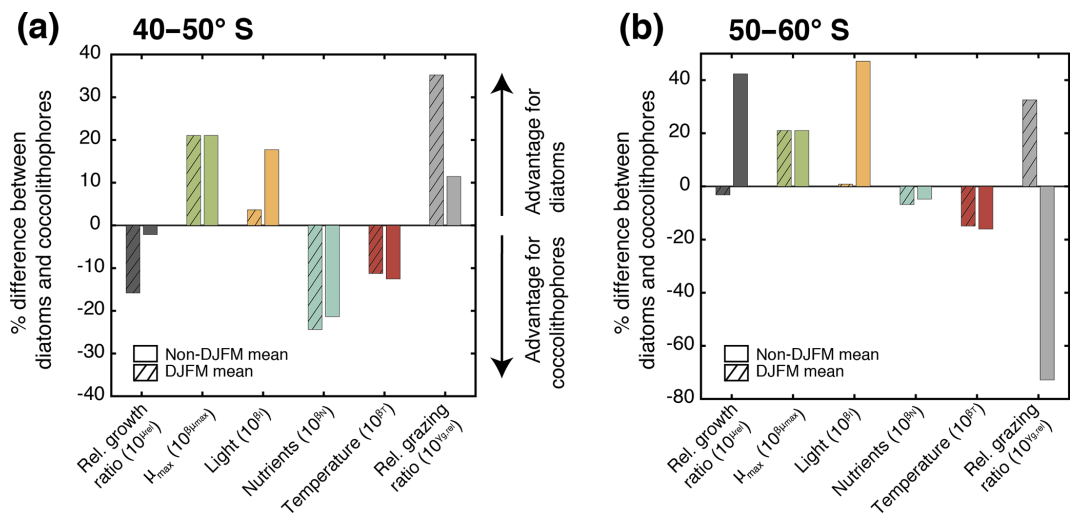 (a) 40–50° S
% difference between
diatoms and coccolithophores
40
30
20
10
0
-10
-20
-30
-40
Non-DJFM mean
DJFM mean
Rel. growth
ratio (10^μrel)
μmax (10^βμmax)
Light (10^βI)
Nutrients (10^βN)
Temperature (10^βT)
Rel. grazing
ratio (10^γg,rel)
Advantage for
diatoms
Advantage for
coccolithophores
(b) 50–60° S
% difference between
diatoms and coccolithophores
40
20
0
-20
-40
-60
-80
Non-DJFM mean
DJFM mean
Rel. growth
ratio (10^μrel)
μmax (10^βμmax)
Light (10^βI)
Nutrients (10^βN)
Temperature (10^βT)
Rel. grazing
ratio (10^γg,rel)